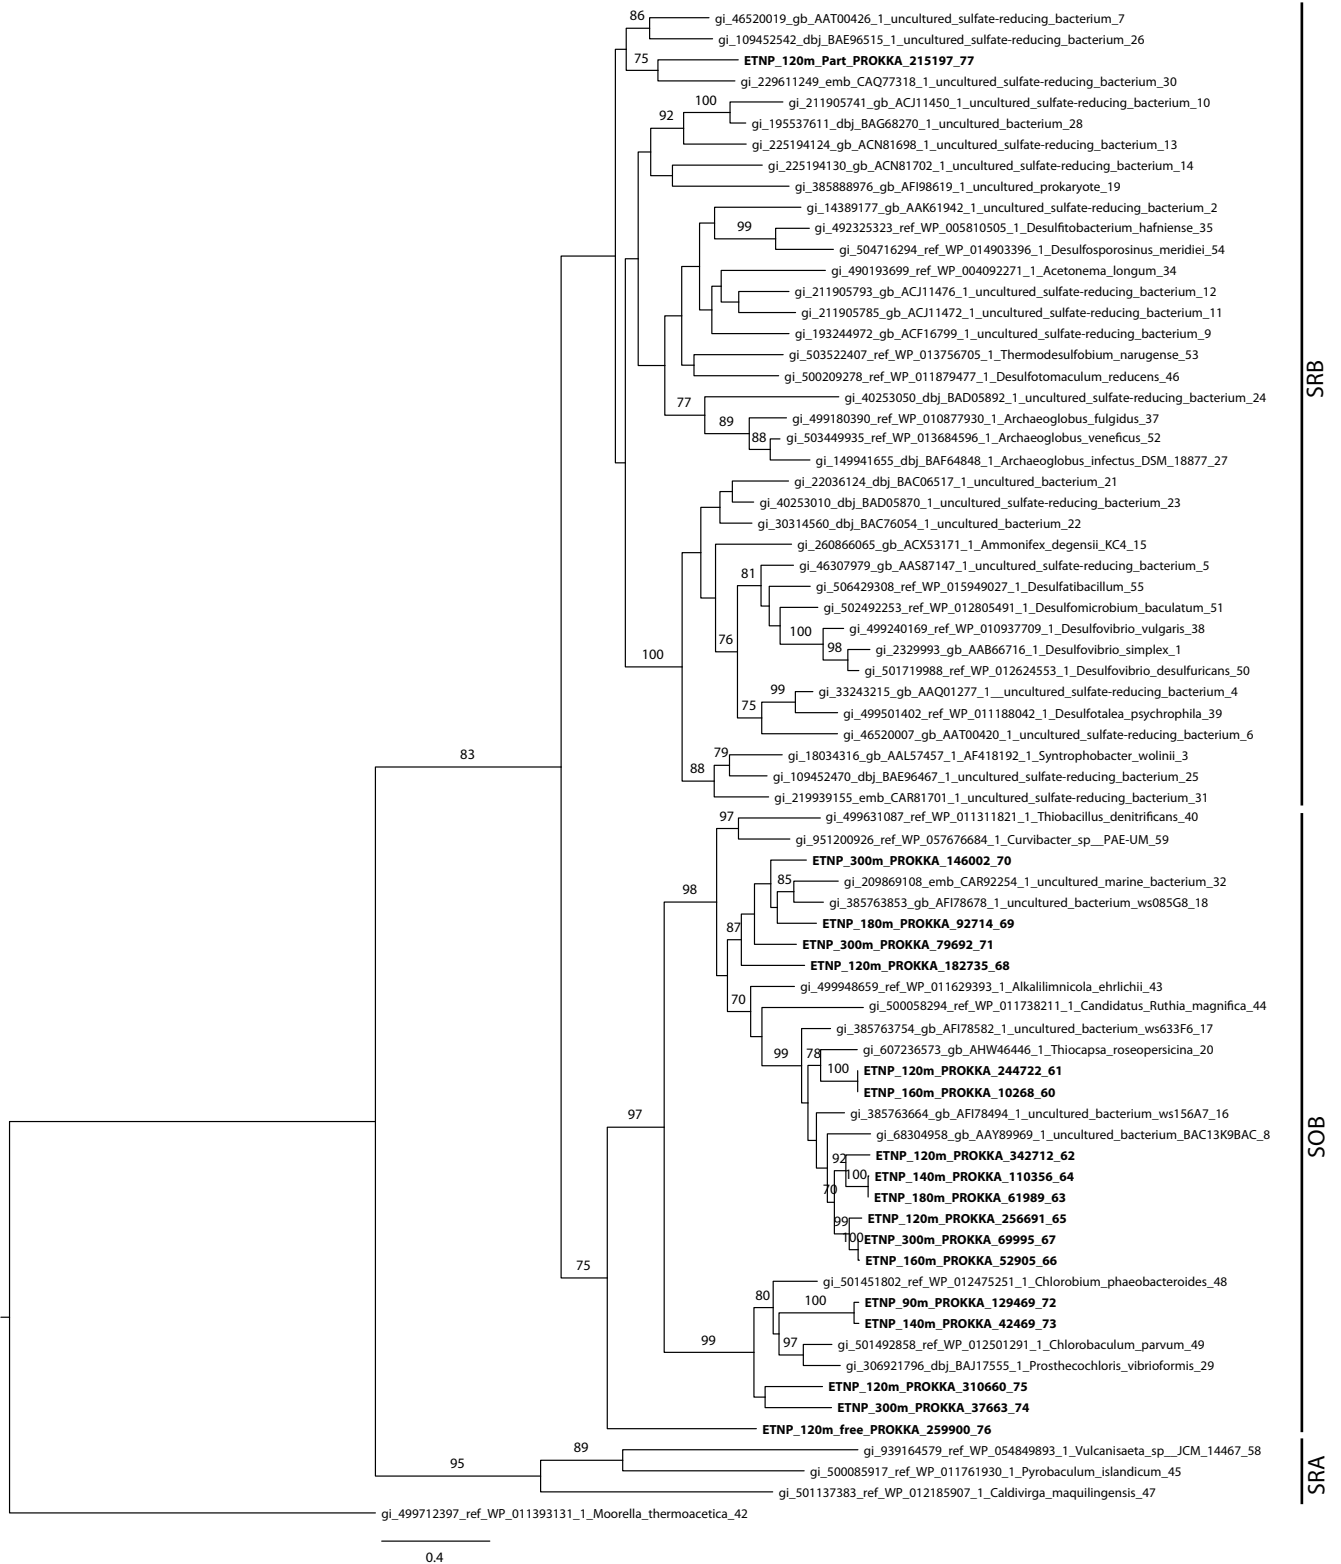 86
gi_46520019_gb_AAT00426_1_uncultured_sulfate-reducing_bacterium_7
gi_109452542_dbj_BAE96515_1_uncultured_sulfate-reducing_bacterium_26
75
ETNP_120m_Part_PROKKA_215197_77
gi_229611249_emb_CAQ77318_1_uncultured_sulfate-reducing_bacterium_30
100
gi_211905741_gb_ACJ11450_1_uncultured_sulfate-reducing_bacterium_10
92
gi_195537611_dbj_BAG68270_1_uncultured_bacterium_28
gi_225194124_gb_ACN81698_1_uncultured_sulfate-reducing_bacterium_13
gi_225194130_gb_ACN81702_1_uncultured_sulfate-reducing_bacterium_14
gi_385888976_gb_AFI98619_1_uncultured_prokaryote_19
gi_14389177_gb_AAK61942_1_uncultured_sulfate-reducing_bacterium_2
99
gi_492325323_ref_WP_005810505_1_Desulfitobacterium_hafniense_35
gi_504716294_ref_WP_014903396_1_Desulfosporosinus_meridiei_54
gi_490193699_ref_WP_004092271_1_Acetonema_longum_34
gi_211905793_gb_ACJ11476_1_uncultured_sulfate-reducing_bacterium_12
gi_211905785_gb_ACJ11472_1_uncultured_sulfate-reducing_bacterium_11
gi_193244972_gb_ACF16799_1_uncultured_sulfate-reducing_bacterium_9
gi_503522407_ref_WP_013756705_1_Thermodesulfobium_narugense_53
gi_500209278_ref_WP_011879477_1_Desulfotomaculum_reducens_46
SRB
77
gi_40253050_dbj_BAD05892_1_uncultured_sulfate-reducing_bacterium_24
89
gi_499180390_ref_WP_010877930_1_Archaeoglobus_fulgidus_37
88
gi_503449935_ref_WP_013684596_1_Archaeoglobus_veneficus_52
gi_149941655_dbj_BAF64848_1_Archaeoglobus_infectus_DSM_18877_27
gi_22036124_dbj_BAC06517_1_uncultured_bacterium_21
gi_40253010_dbj_BAD05870_1_uncultured_sulfate-reducing_bacterium_23
gi_30314560_dbj_BAC76054_1_uncultured_bacterium_22
gi_260866065_gb_ACX53171_1_Ammonifex_degensii_KC4_15
81
gi_46307979_gb_AAS87147_1_uncultured_sulfate-reducing_bacterium_5
gi_506429308_ref_WP_015949027_1_Desulfatibacillum_55
gi_502492253_ref_WP_012805491_1_Desulfomicrobium_baculatum_51
100
gi_499240169_ref_WP_010937709_1_Desulfovibrio_vulgaris_38
76
98
gi_2329993_gb_AAB66716_1_Desulfovibrio_simplex_1
100
gi_501719988_ref_WP_012624553_1_Desulfovibrio_desulfuricans_50
99
gi_33243215_gb_AAQ01277_1__uncultured_sulfate-reducing_bacterium_4
75
gi_499501402_ref_WP_011188042_1_Desulfotalea_psychrophila_39
gi_46520007_gb_AAT00420_1_uncultured_sulfate-reducing_bacterium_6
83
79
gi_18034316_gb_AAL57457_1_AF418192_1_Syntrophobacter_wolinii_3
88
gi_109452470_dbj_BAE96467_1_uncultured_sulfate-reducing_bacterium_25
gi_219939155_emb_CAR81701_1_uncultured_sulfate-reducing_bacterium_31
97
gi_499631087_ref_WP_011311821_1_Thiobacillus_denitrificans_40
gi_951200926_ref_WP_057676684_1_Curvibacter_sp__PAE-UM_59
ETNP_300m_PROKKA_146002_70
98
85
gi_209869108_emb_CAR92254_1_uncultured_marine_bacterium_32
gi_385763853_gb_AFI78678_1_uncultured_bacterium_ws085G8_18
87
ETNP_180m_PROKKA_92714_69
ETNP_300m_PROKKA_79692_71
ETNP_120m_PROKKA_182735_68
70
gi_499948659_ref_WP_011629393_1_Alkalilimnicola_ehrlichii_43
gi_500058294_ref_WP_011738211_1_Candidatus_Ruthia_magnifica_44
gi_385763754_gb_AFI78582_1_uncultured_bacterium_ws633F6_17
99
78
gi_607236573_gb_AHW46446_1_Thiocapsa_roseopersicina_20
100
ETNP_120m_PROKKA_244722_61
ETNP_160m_PROKKA_10268_60
97
gi_385763664_gb_AFI78494_1_uncultured_bacterium_ws156A7_16
gi_68304958_gb_AAY89969_1_uncultured_bacterium_BAC13K9BAC_8
SOB
92
ETNP_120m_PROKKA_342712_62
100
ETNP_140m_PROKKA_110356_64
70
ETNP_180m_PROKKA_61989_63
99
ETNP_120m_PROKKA_256691_65
100
ETNP_300m_PROKKA_69995_67
ETNP_160m_PROKKA_52905_66
75
gi_501451802_ref_WP_012475251_1_Chlorobium_phaeobacteroides_48
80
100
ETNP_90m_PROKKA_129469_72
ETNP_140m_PROKKA_42469_73
99
97
gi_501492858_ref_WP_012501291_1_Chlorobaculum_parvum_49
gi_306921796_dbj_BAJ17555_1_Prosthecochloris_vibrioformis_29
ETNP_120m_PROKKA_310660_75
ETNP_300m_PROKKA_37663_74
ETNP_120m_free_PROKKA_259900_76
89
gi_939164579_ref_WP_054849893_1_Vulcanisaeta_sp__JCM_14467_58
95
gi_500085917_ref_WP_011761930_1_Pyrobaculum_islandicum_45
SRA
gi_501137383_ref_WP_012185907_1_Caldivirga_maquilingensis_47
gi_499712397_ref_WP_011393131_1_Moorella_thermoacetica_42
0.4